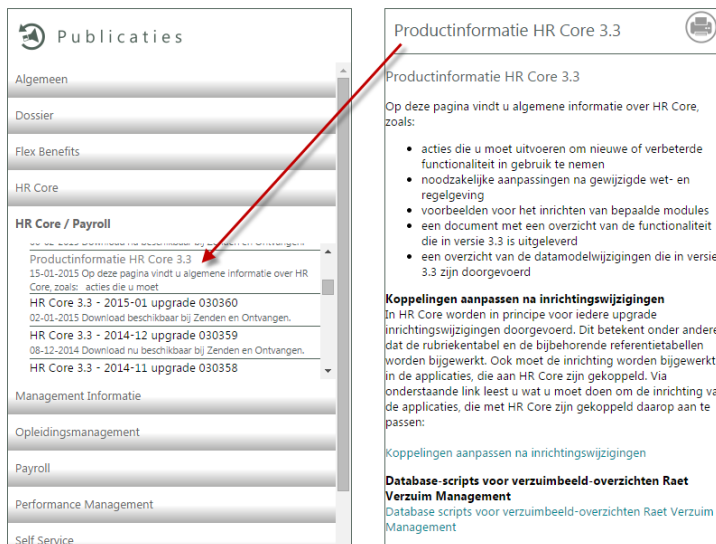 Publicaties
Algemeen
Dossier
Flex Benefits
HR Core
HR Core / Payroll
Productinformatie HR Core 3.3
15-01-2015 Op deze pagina vindt u algemene informatie over HR
Core, zoals: acties die u moet
HR Core 3.3 - 2015-01 upgrade 030360
02-01-2015 Download beschikbaar bij Zenden en Ontvangen.
HR Core 3.3 - 2014-12 upgrade 030359
08-12-2014 Download nu beschikbaar bij Zenden en Ontvangen.
HR Core 3.3 - 2014-11 upgrade 030358
Management Informatie
Opleidingsmanagement
Payroll
Performance Management
Self Service
Productinformatie HR Core 3.3
Productinformatie HR Core 3.3
Op deze pagina vindt u algemene informatie over HR Core,
zoals:
• acties die u moet uitvoeren om nieuwe of verbeterde
functionaliteit in gebruik te nemen
• noodzakelijke aanpassingen na gewijzigde wet- en
regelgeving
• voorbeelden voor het inrichten van bepaalde modules
• een document met een overzicht van de functionaliteit
die in versie 3.3 is uitgeleverd
• een overzicht van de datamodelwijzigingen die in versie
3.3 zijn doorgevoerd
Koppelingen aanpassen na inrichtingswijzigingen
In HR Core worden in principe voor iedere upgrade
inrichtingswijzigingen doorgevoerd. Dit betekent onder andere
dat de rubriekentabel en de bijbehorende referentietabellen
worden bijgewerkt. Ook moet de inrichting worden bijgewerkt
in de applicaties, die aan HR Core zijn gekoppeld. Via
onderstaande link leest u wat u moet doen om de inrichting va
de applicaties, die met HR Core zijn gekoppeld daarop aan te
passen:
Koppelingen aanpassen na inrichtingswijzigingen
Database-scripts voor verzuimbeeld-overzichten Raet
Verzuim Management
Database scripts voor verzuimbeeld-overzichten Raet Verzuim
Management